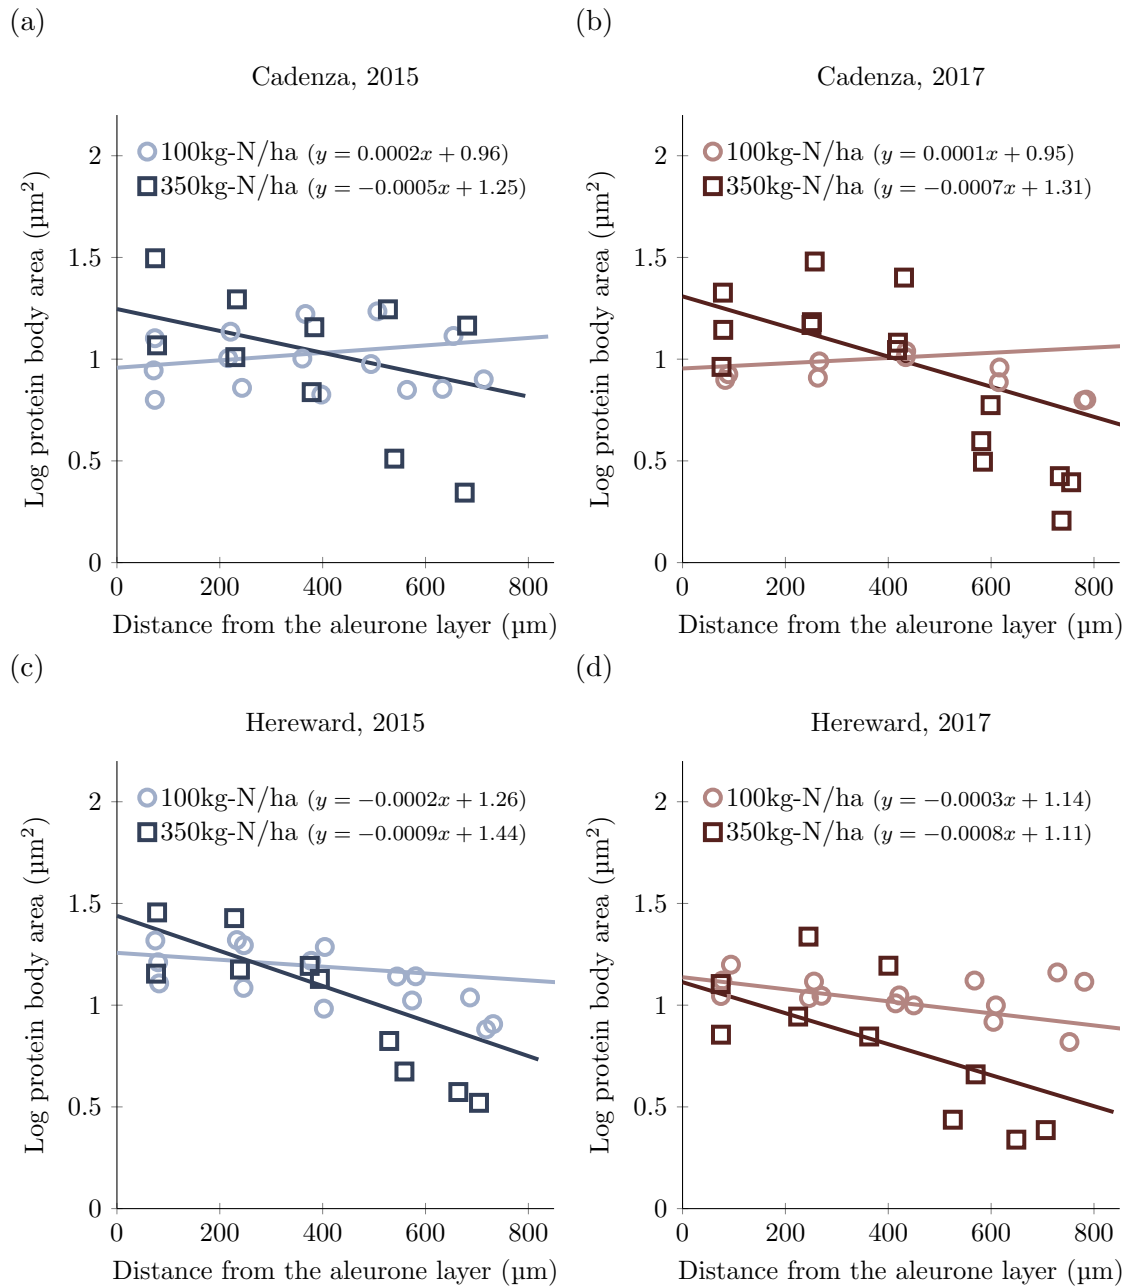 (a)
Cadenza, 2015
Log protein body area (µm²)
2
1.5
1
0.5
0
100kg-N/ha (y = 0.0002x + 0.96)
350kg-N/ha (y = −0.0005x + 1.25)
0 200 400 600 800
Distance from the aleurone layer (µm)
(b)
Cadenza, 2017
Log protein body area (µm²)
2
1.5
1
0.5
0
100kg-N/ha (y = 0.0001x + 0.95)
350kg-N/ha (y = −0.0007x + 1.31)
0 200 400 600 800
Distance from the aleurone layer (µm)
(c)
Hereward, 2015
Log protein body area (µm²)
2
1.5
1
0.5
0
100kg-N/ha (y = −0.0002x + 1.26)
350kg-N/ha (y = −0.0009x + 1.44)
0 200 400 600 800
Distance from the aleurone layer (µm)
(d)
Hereward, 2017
Log protein body area (µm²)
2
1.5
1
0.5
0
100kg-N/ha (y = −0.0003x + 1.14)
350kg-N/ha (y = −0.0008x + 1.11)
0 200 400 600 800
Distance from the aleurone layer (µm)